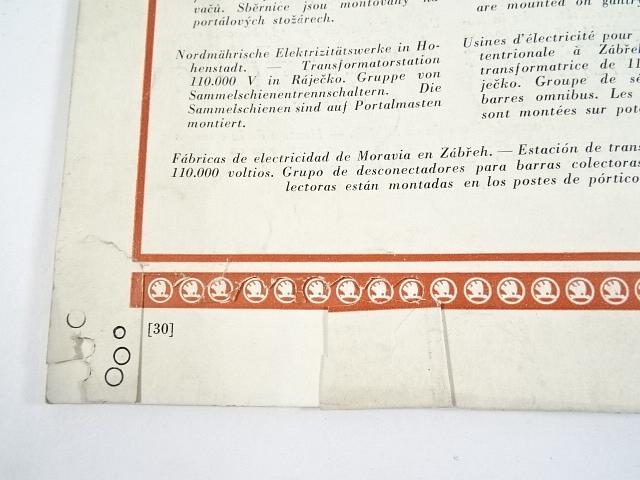 vačů. Sběrnice jsou montovány na
portálových stožárech.
Nordmährische Elektrizitätswerke in Ho-
henstadt. — Transformatorstation
110.000 V in Ráječko. Gruppe von
Sammelschienentrennschaltern. Die
Sammelschienen sind auf Portalmasten
montiert.
are mounted on gantry
Usines d'électricité pour
tentrionale à Zábře
transformatrice de 11
ječko. Groupe de sé
barres omnibus. Les
sont montées sur pot
Fábricas de electricidad de Moravia en Zábřeh. — Estación de trans
110.000 voltios. Grupo de desconectadores para barras colectoras
lectoras están montadas en los postes de pórtico
[30]